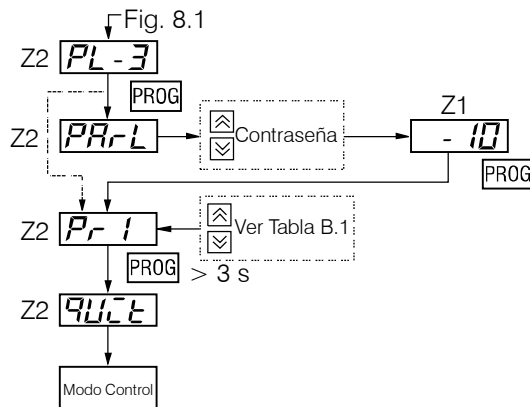 Fig. 8.1
Z2 PL-3
PROG
Z1
Z2 PArL Contraseña - 10
PROG
Z2 Pr 1 Ver Tabla B.1
PROG > 3 s
Z2 quit
Modo Control